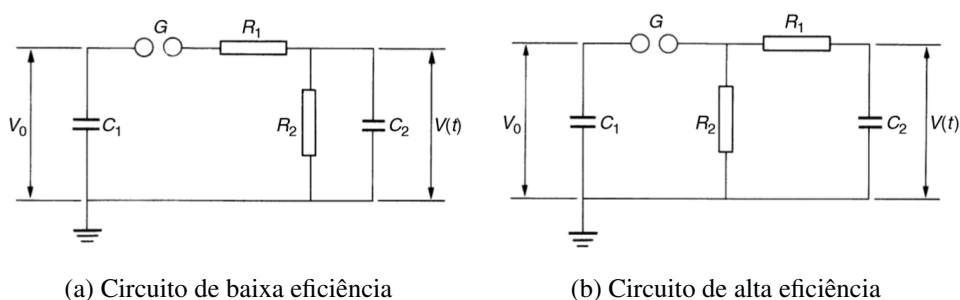 G
R₁
V₀
C₁
R₂
C₂
V(t)
(a) Circuito de baixa eficiência
G
R₁
V₀
C₁
R₂
C₂
V(t)
(b) Circuito de alta eficiência